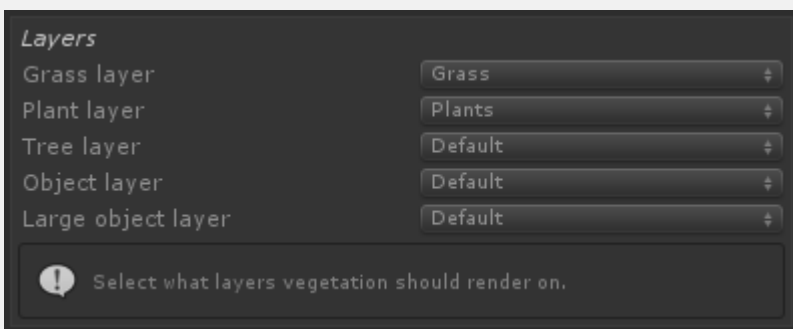 Layers
Grass layer Grass
Plant layer Plants
Tree layer Default
Object layer Default
Large object layer Default
Select what layers vegetation should render on.